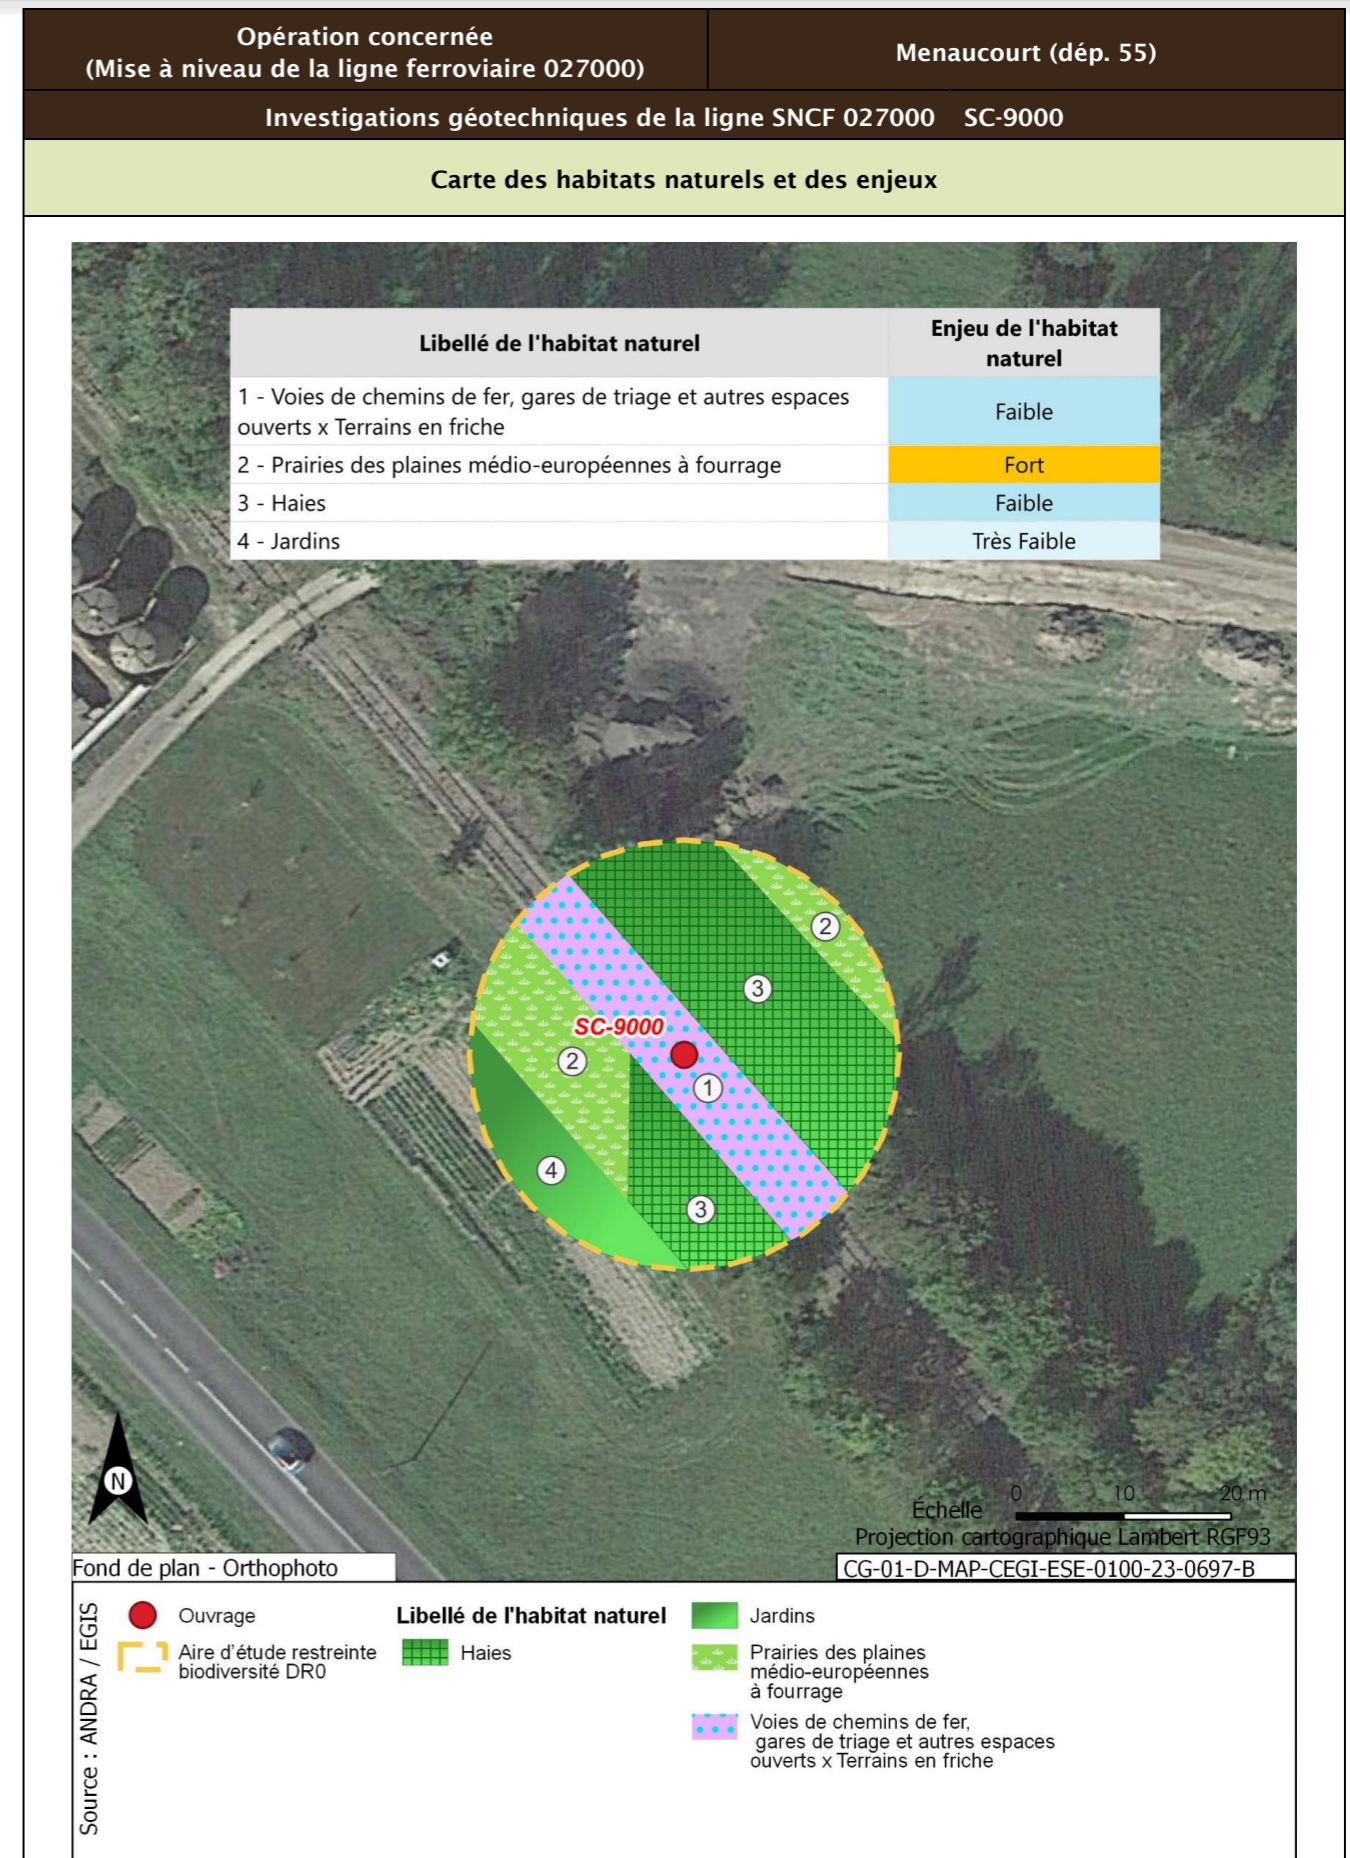 Opération concernée
(Mise à niveau de la ligne ferroviaire 027000)
Menaucourt (dép. 55)
Investigations géotechniques de la ligne SNCF 027000 SC-9000
Carte des habitats naturels et des enjeux
Libellé de l'habitat naturel
Enjeu de l'habitat
naturel
1 - Voies de chemins de fer, gares de triage et autres espaces
ouverts x Terrains en friche
Faible
2 - Prairies des plaines médio-européennes à fourrage
Fort
3 - Haies
Faible
4 - Jardins
Très Faible
2
3
SC-9000
2
1
4
3
N
0 10 20 m
Échelle
Projection cartographique Lambert RGF93
Fond de plan - Orthophoto
CG-01-D-MAP-CEGI-ESE-0100-23-0697-B
Source : ANDRA / EGIS
Ouvrage
Aire d'étude restreinte
biodiversité DR0
Libellé de l'habitat naturel
Haies
Jardins
Prairies des plaines
médio-européennes
à fourrage
Voies de chemins de fer,
gares de triage et autres espaces
ouverts x Terrains en friche